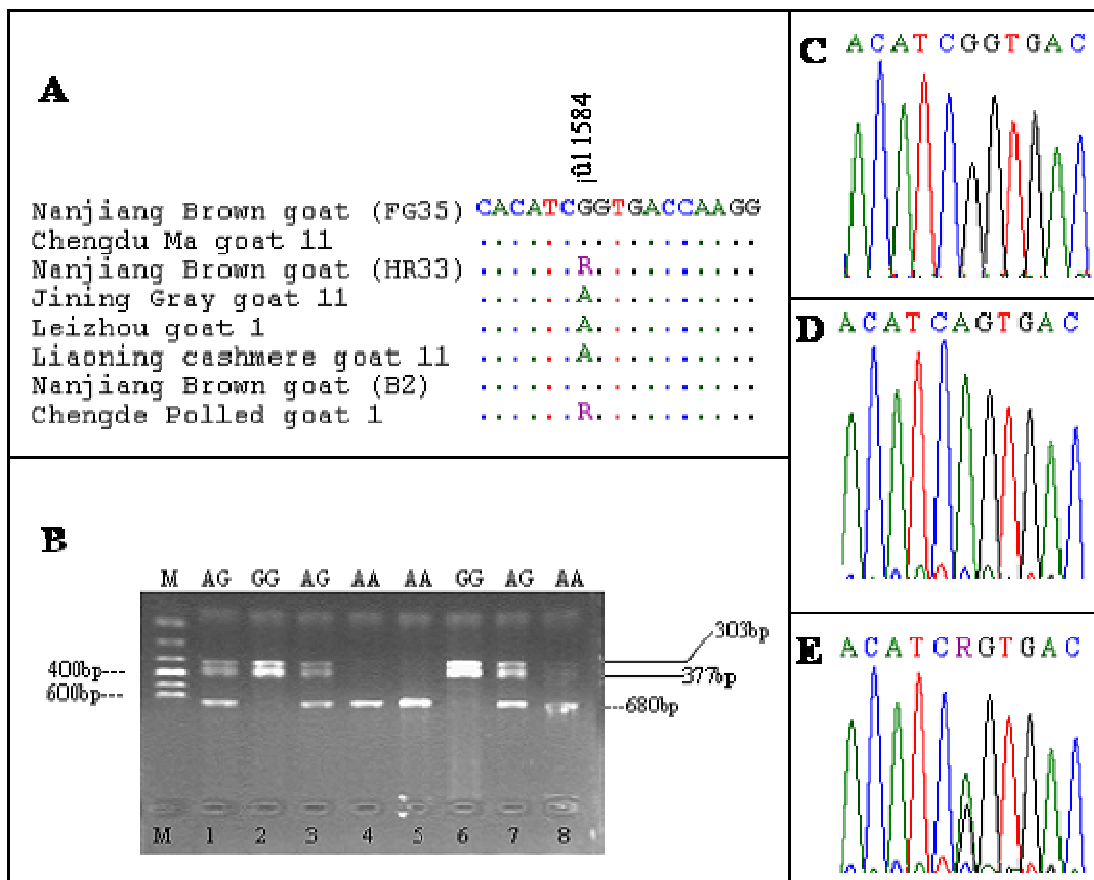 A
¡û11584
Nanjiang Brown goat (FG35) CACATCGGTGACCAAGG
Chengdu Ma goat 11 .................
Nanjiang Brown goat (HR33) ......R..........
Jining Gray goat 11 ......A..........
Leizhou goat 1 ......A..........
Liaoning cashmere goat 11 ......A..........
Nanjiang Brown goat (B2) .................
Chengde Polled goat 1 ......R..........
B
M AG GG AG AA AA GG AG AA
303bp
400bp---
377bp
600bp---
--680bp
M 1 2 3 4 5 6 7 8
C
ACATCGGTGAC
D
ACATCAGTGAC
E
ACATCRGTGAC